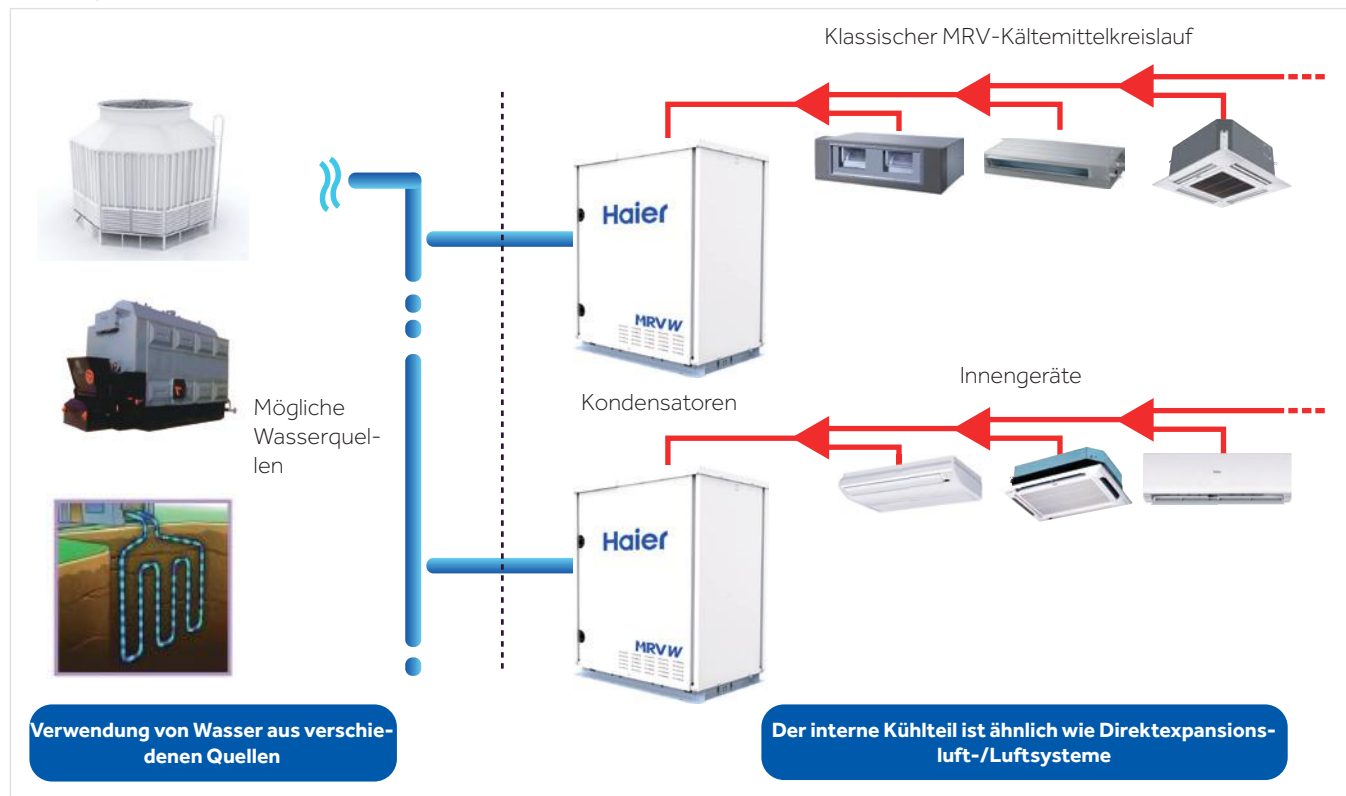 Klassischer MRV-Kältemittelkreislauf
Haier
MRV W
Mögliche
Wasserquel-
len
Kondensatoren
Innengeräte
Haier
MRV W
Verwendung von Wasser aus verschie-
denen Quellen
Der interne Kühlteil ist ähnlich wie Direktexpansions-
luft-/Luftsysteme